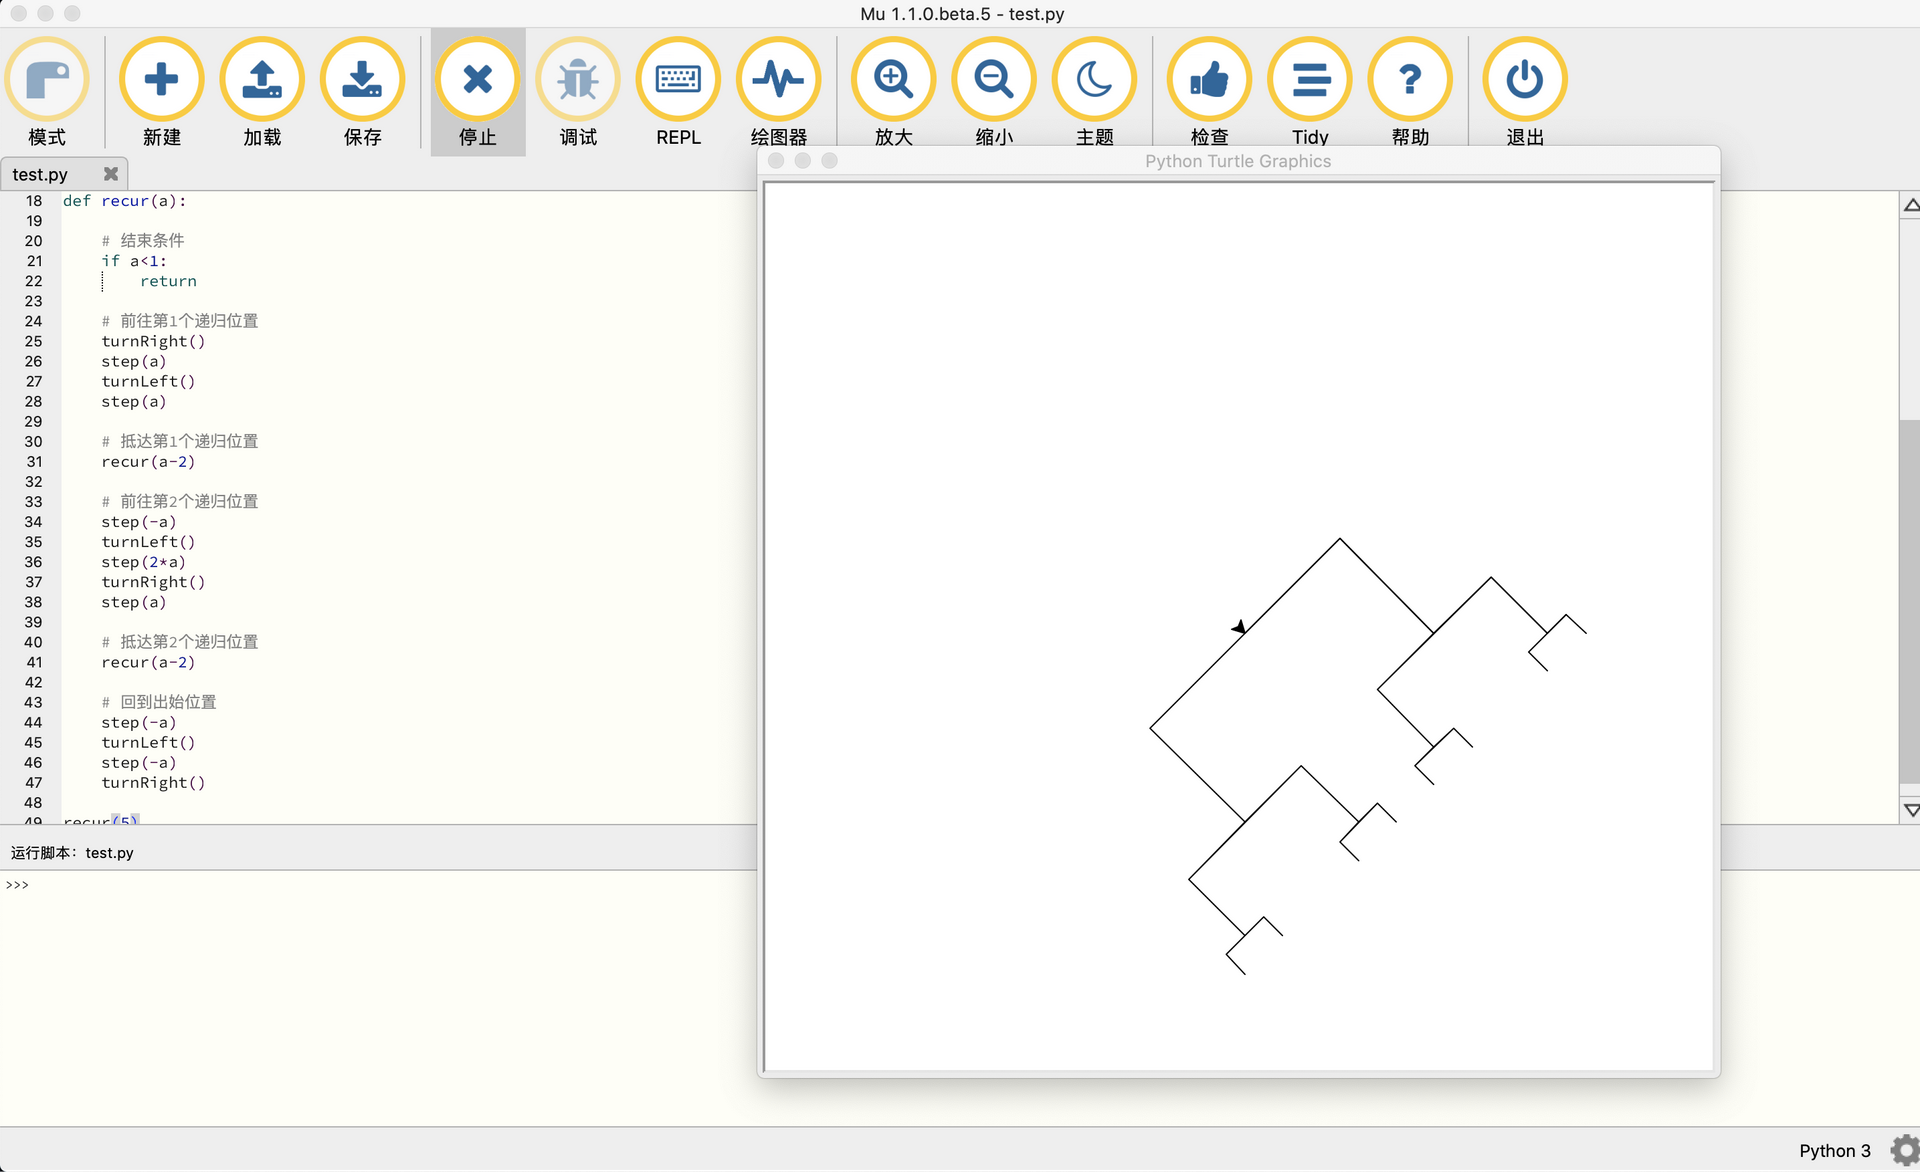 Mu 1.1.0.beta.5 - test.py
模式 新建 加载 保存 停止 调试 REPL 绘图器 放大 缩小 主题 检查 Tidy 帮助 退出
test.py
Python Turtle Graphics
18 def recur(a):
19
20 # 结束条件
21 if a<1:
22 return
23
24 # 前往第1个递归位置
25 turnRight()
26 step(a)
27 turnLeft()
28 step(a)
29
30 # 抵达第1个递归位置
31 recur(a-2)
32
33 # 前往第2个递归位置
34 step(-a)
35 turnLeft()
36 step(2*a)
37 turnRight()
38 step(a)
39
40 # 抵达第2个递归位置
41 recur(a-2)
42
43 # 回到出始位置
44 step(-a)
45 turnLeft()
46 step(-a)
47 turnRight()
48
49 recur(5)
运行脚本：test.py
>>>
Python 3